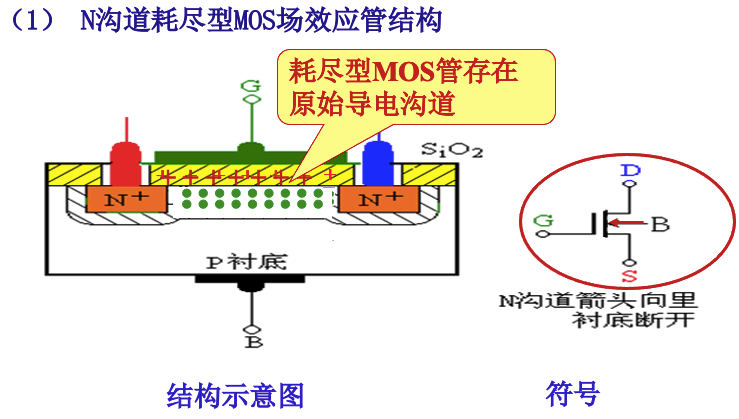 （1） N沟道耗尽型MOS场效应管结构
耗尽型MOS管存在
原始导电沟道
G
SiO2
+ + + + + + + +
N+
N+
P衬底
B
D
G
B
S
N沟道箭头向里
衬底断开
结构示意图
符号